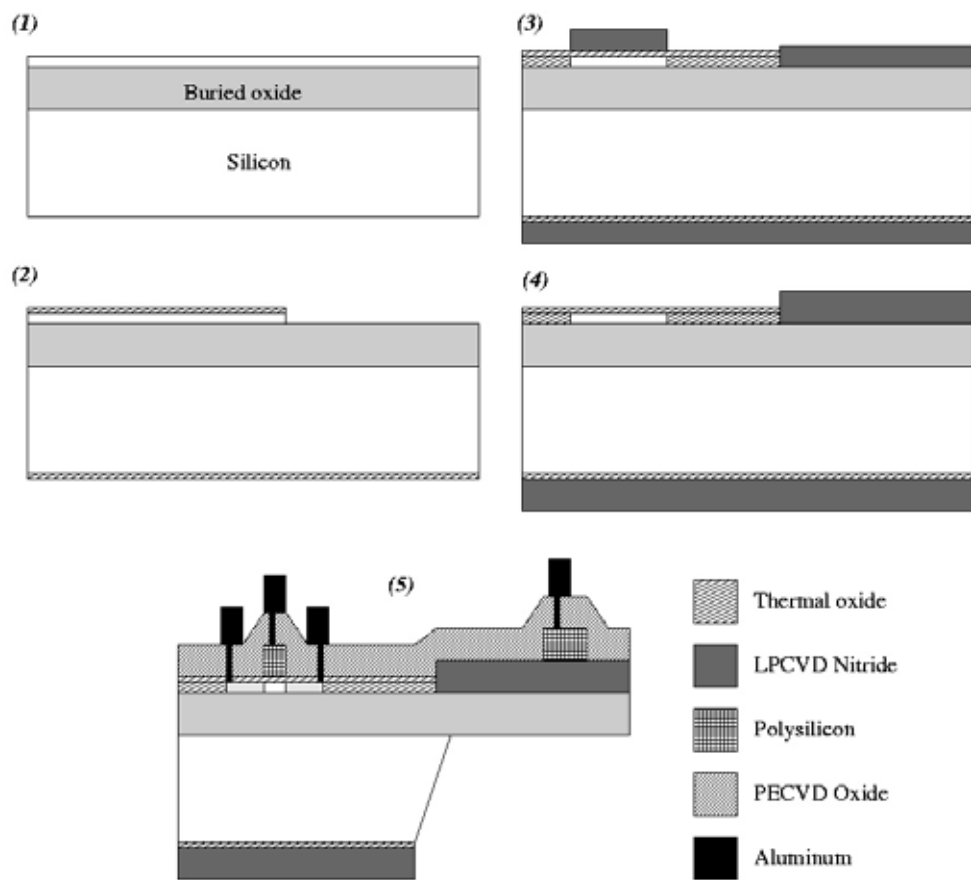 (1)
Buried oxide
Silicon
(2)
(3)
(4)
(5)
Thermal oxide
LPCVD Nitride
Polysilicon
PECVD Oxide
Aluminum